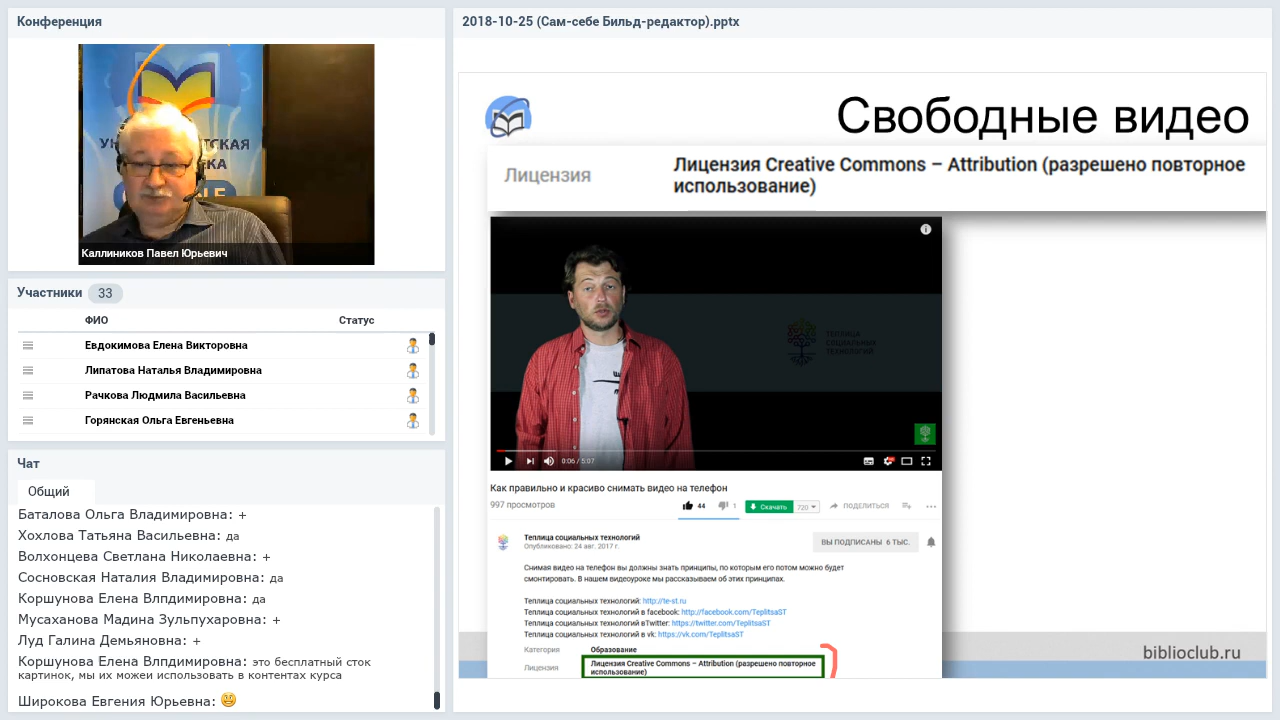 Конференция
Каллиников Павел Юрьевич
Участники 33
ФИО Статус
Евдокимова Елена Викторовна
Липатова Наталья Владимировна
Рачкова Людмила Васильевна
Горянская Ольга Евгеньевна
Чат
Общий
Хохлова Татьяна Васильевна: да
Волхонцева Светлана Николаевна: +
Сосновская Наталия Владимировна: да
Коршунова Елена Влпдимировна: да
Мусаханова Мадина Зульпухаровна: +
Луд Галина Демьяновна: +
Коршунова Елена Влпдимировна: это бесплатный сток
картинок, мы их можеи использовать в контентах курса
Широкова Евгения Юрьевна:
2018-10-25 (Сам-себе Бильд-редактор).pptx
Свободные видео
Лицензия
Лицензия Creative Commons – Attribution (разрешено повторное
использование)
ТЕПЛИЦА
СОЦИАЛЬНЫХ
ТЕХНОЛОГИЙ
0:06 / 5:07
Как правильно и красиво снимать видео на телефон
997 просмотров
44 1 Скачать 720 ПОДЕЛИТЬСЯ
Теплица социальных технологий
Опубликовано: 24 авг. 2017 г.
ВЫ ПОДПИСАНЫ 6 ТЫС.
Снимая видео на телефон вы должны знать принципы, по которым его потом можно будет
смонтировать. В нашем видеоуроке мы рассказываем об этих принципах.
Теплица социальных технологий: http://te-st.ru
Теплица социальных технологий в facebook: http://facebook.com/TeplitsaST
Теплица социальных технологий вTwitter: https://twitter.com/TeplitsaST
Теплица социальных технологий в vk: https://vk.com/TeplitsaST
Категория Образование
Лицензия Лицензия Creative Commons – Attribution (разрешено повторное
использование)
biblioclub.ru